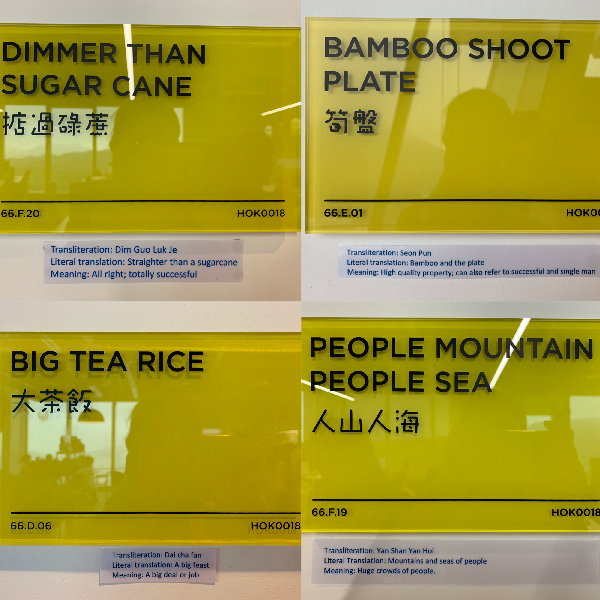 DIMMER THAN
SUGAR CANE
掂過碌蔗
66.F.20 HOK0018
Transliteration: Dim Guo Luk Je
Literal translation: Straighter than a sugarcane
Meaning: All right; totally successful
BAMBOO SHOOT
PLATE
筍盤
66.E.01 HOK00
Transliteration: Seon Pun
Literal translation: Bamboo and the plate
Meaning: High quality property; can also refer to successful and single man
BIG TEA RICE
大茶飯
66.D.06 HOK0018
Transliteration: Dai cha fan
Literal translation: A big feast
Meaning: A big deal or job
PEOPLE MOUNTAIN
PEOPLE SEA
人山人海
66.F.19 HOK0018
Transliteration: Yan Shan Yan Hoi
Literal Translation: Mountains and seas of people
Meaning: Huge crowds of people.